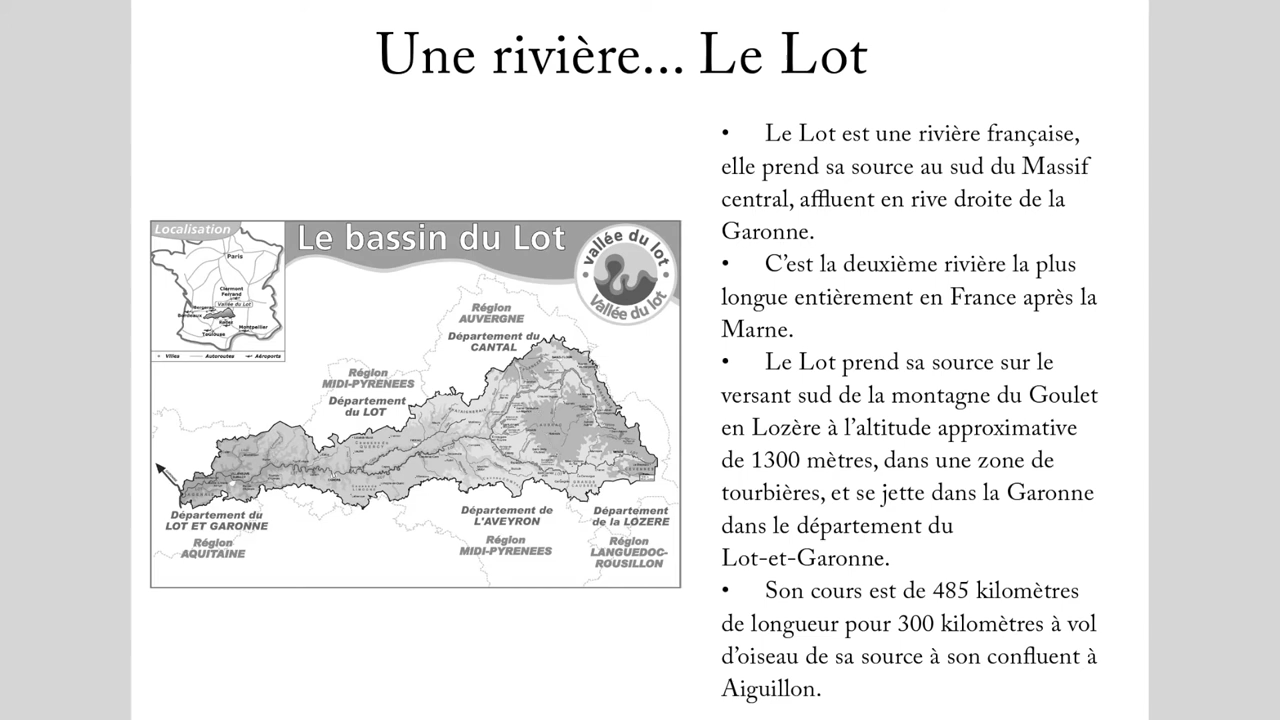 Une rivière... Le Lot
Localisation
Paris
Clermont
Ferrand
Vallée du Lot
Bordeaux
Toulouse
Montpellier
Villes Autoroutes Aéroports
Le bassin du Lot
vallée du lot
Vallée du lot
Région
AUVERGNE
Département du
CANTAL
Région
MIDI-PYRENEES
Département
du LOT
Département du
LOT ET GARONNE
Région
AQUITAINE
Département de
L'AVEYRON
Région
MIDI-PYRENEES
Département
de la LOZERE
Région
LANGUEDOC-
ROUSILLON
• Le Lot est une rivière française,
elle prend sa source au sud du Massif
central, affluent en rive droite de la
Garonne.
• C’est la deuxième rivière la plus
longue entièrement en France après la
Marne.
• Le Lot prend sa source sur le
versant sud de la montagne du Goulet
en Lozère à l’altitude approximative
de 1300 mètres, dans une zone de
tourbières, et se jette dans la Garonne
dans le département du
Lot-et-Garonne.
• Son cours est de 485 kilomètres
de longueur pour 300 kilomètres à vol
d’oiseau de sa source à son confluent à
Aiguillon.